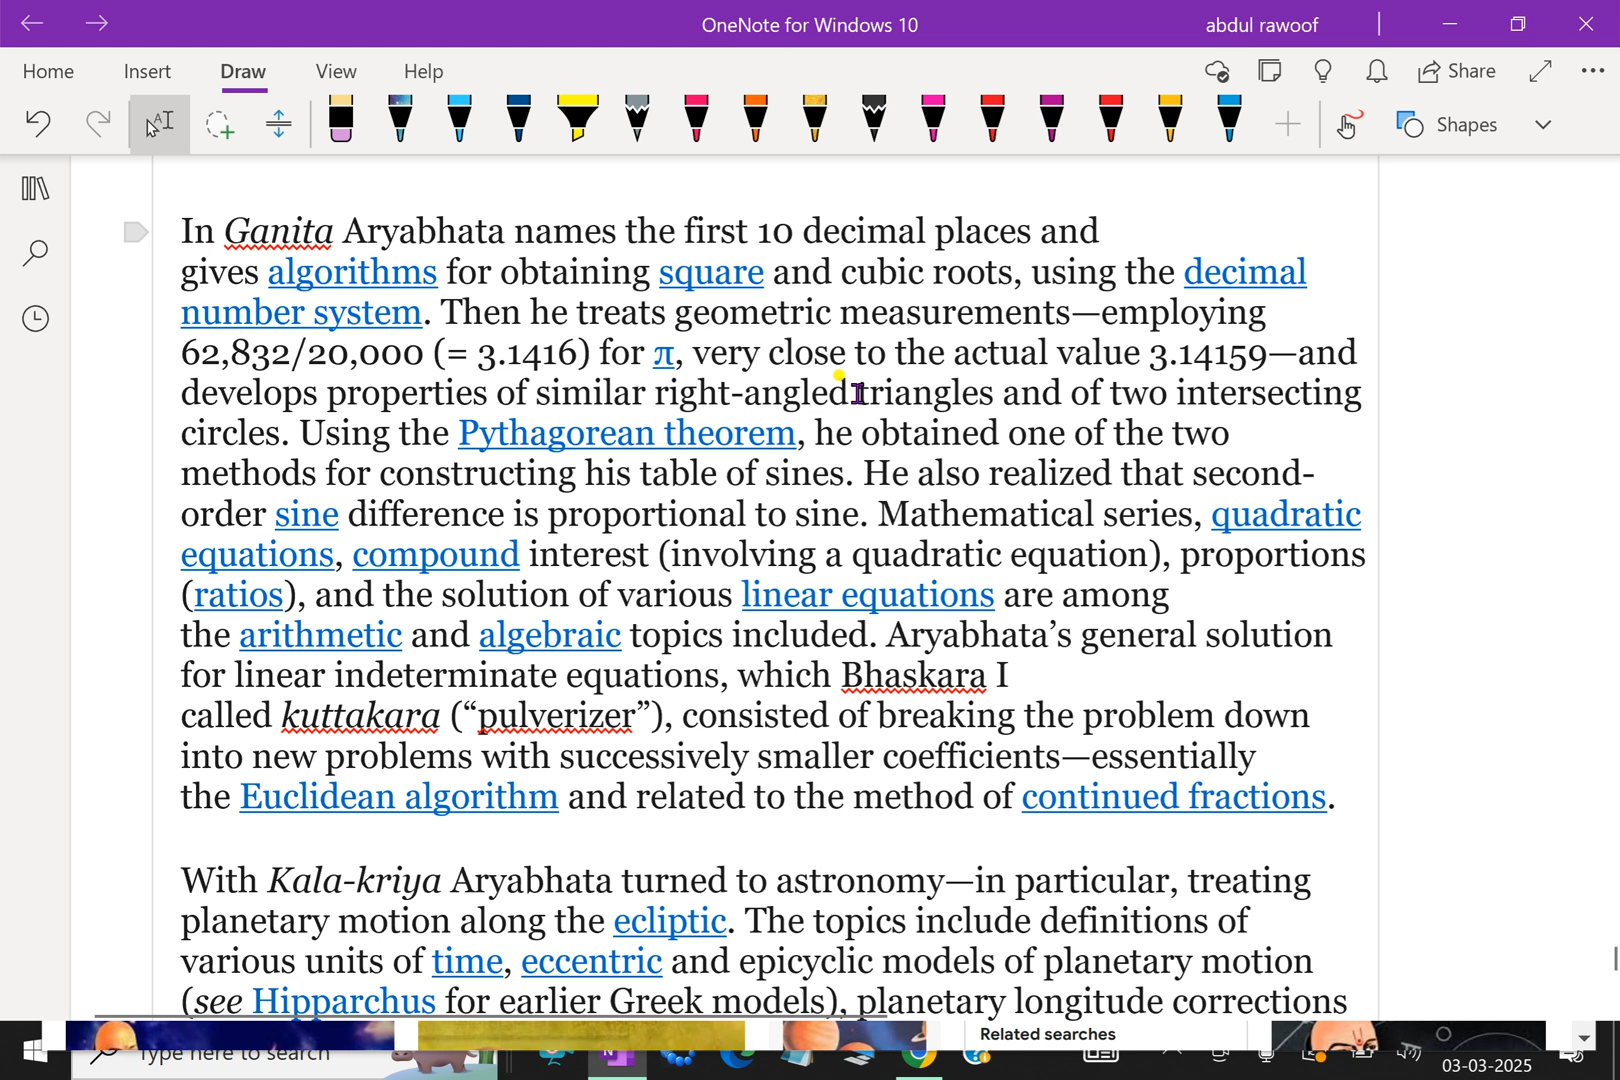 OneNote for Windows 10
abdul rawoof
Home Insert Draw View Help
Share
Shapes
In Ganita Aryabhata names the first 10 decimal places and
gives algorithms for obtaining square and cubic roots, using the decimal
number system. Then he treats geometric measurements—employing
62,832/20,000 (= 3.1416) for π, very close to the actual value 3.14159—and
develops properties of similar right-angled triangles and of two intersecting
circles. Using the Pythagorean theorem, he obtained one of the two
methods for constructing his table of sines. He also realized that second-
order sine difference is proportional to sine. Mathematical series, quadratic
equations, compound interest (involving a quadratic equation), proportions
(ratios), and the solution of various linear equations are among
the arithmetic and algebraic topics included. Aryabhata’s general solution
for linear indeterminate equations, which Bhaskara I
called kuttakara (“pulverizer”), consisted of breaking the problem down
into new problems with successively smaller coefficients—essentially
the Euclidean algorithm and related to the method of continued fractions.
With Kala-kriya Aryabhata turned to astronomy—in particular, treating
planetary motion along the ecliptic. The topics include definitions of
various units of time, eccentric and epicyclic models of planetary motion
(see Hipparchus for earlier Greek models), planetary longitude corrections
Related searches
Type here to search
03-03-2025